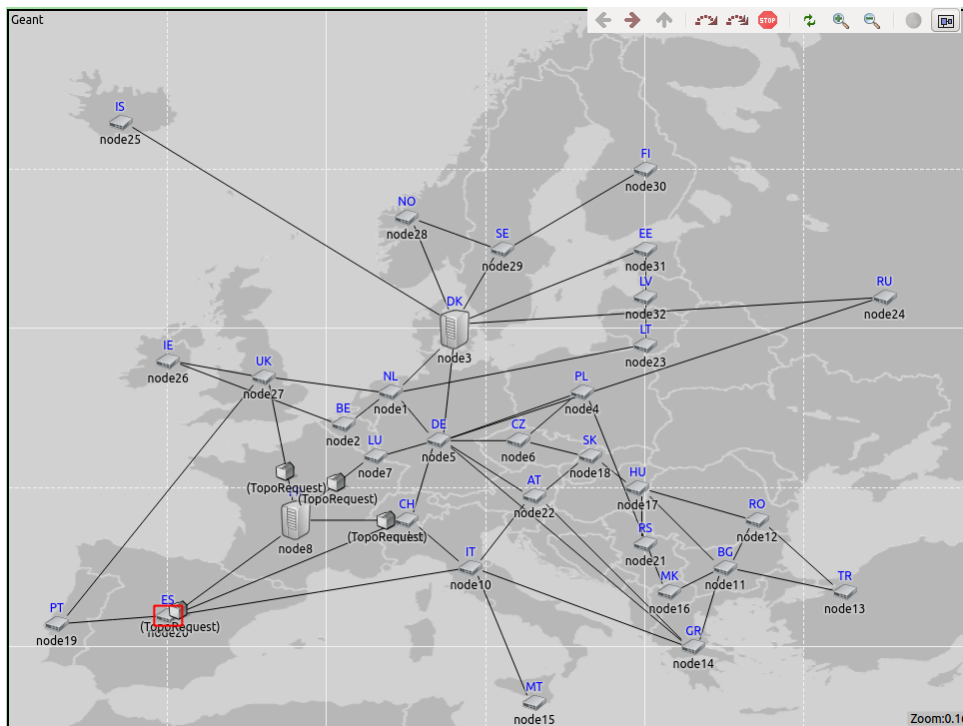 Geant
STOP
IS
node25
FI
node30
NO
node28
SE
node29
EE
node31
LV
node32
RU
node24
DK
node3
LT
node23
IE
node26
UK
node27
NL
node1
PL
node4
BE
node2
LU
node7
DE
node5
CZ
node6
SK
node18
(TopoRequest)
(TopoRequest)
AT
node22
HU
node17
CH
(TopoRequest)
node8
RS
node21
RO
node12
IT
node10
BG
node11
MK
node16
TR
node13
ES
(TopoRequest)
node20
PT
node19
GR
node14
MT
node15